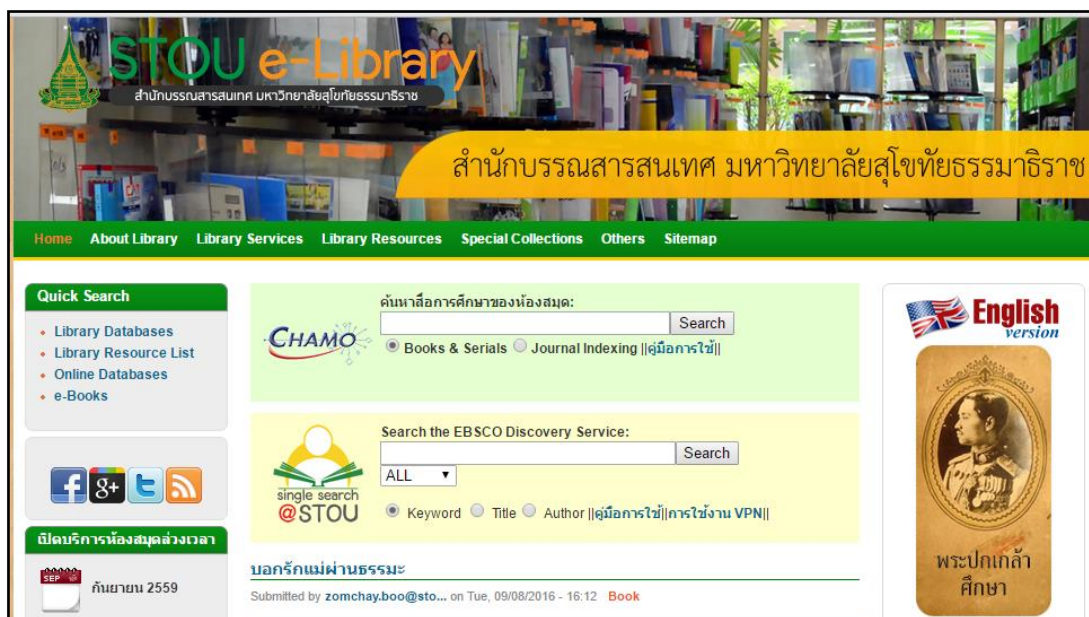 STOU e-Library
สำนักบรรณสารสนเทศ มหาวิทยาลัยสุโขทัยธรรมาธิราช
สำนักบรรณสารสนเทศ มหาวิทยาลัยสุโขทัยธรรมาธิราช
Home About Library Library Services Library Resources Special Collections Others Sitemap
Quick Search
Library Databases
Library Resource List
Online Databases
e-Books
เปิดบริการห้องสมุดล่วงเวลา
SEP
กันยายน 2559
CHAMO
ค้นหาสื่อการศึกษาของห้องสมุด:
Search
Books & Serials Journal Indexing ||คู่มือการใช้||
single search
@STOU
Search the EBSCO Discovery Service:
Search
ALL
Keyword Title Author ||คู่มือการใช้||การใช้งาน VPN||
บอกรักแม่ผ่านธรรมะ
Submitted by zomchay.boo@sto... on Tue, 09/08/2016 - 16:12 Book
English
version
พระปกเกล้า
ศึกษา